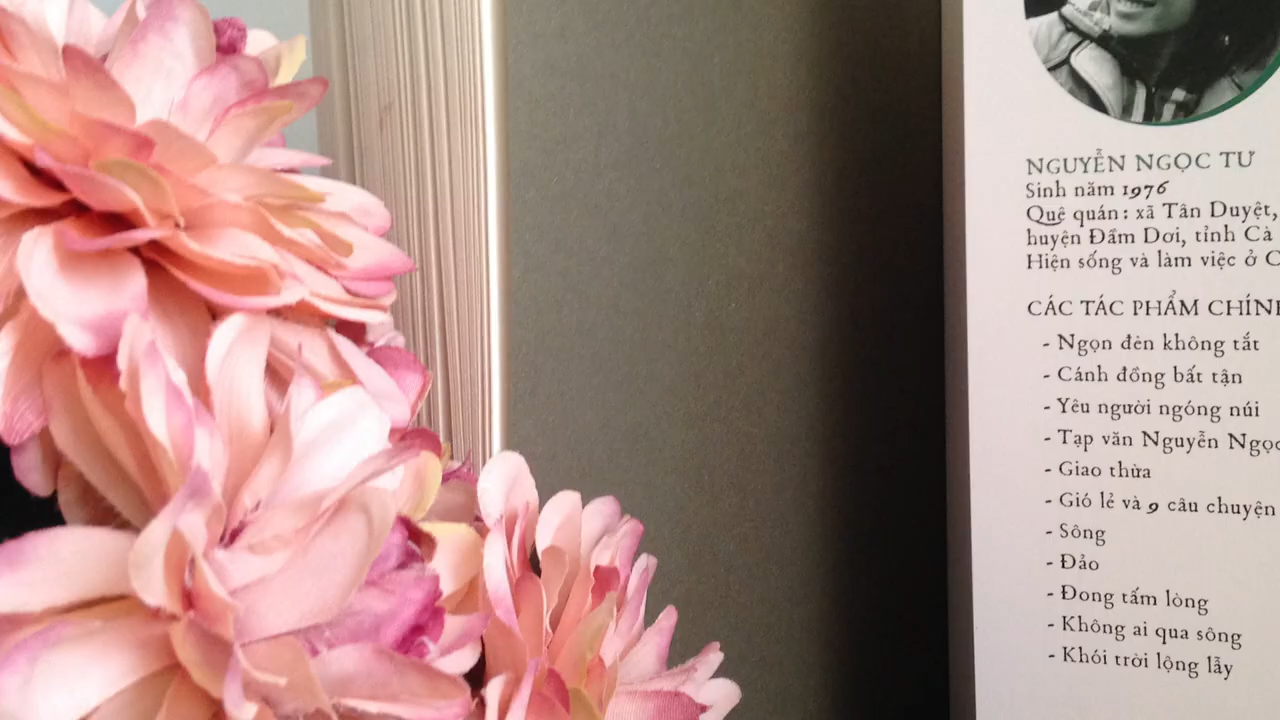 NGUYỄN NGỌC TƯ
Sinh năm 1976
Quê quán: xã Tân Duyệt,
huyện Đầm Dơi, tỉnh Cà
Hiện sống và làm việc ở
CÁC TÁC PHẨM CHÍNH
- Ngọn đèn không tắt
- Cánh đồng bất tận
- Yêu người ngóng núi
- Tạp văn Nguyễn Ngọc
- Giao thừa
- Gió lẻ và 9 câu chuyện
- Sông
- Đảo
- Đong tấm lòng
- Không ai qua sông
- Khói trời lộng lẫy